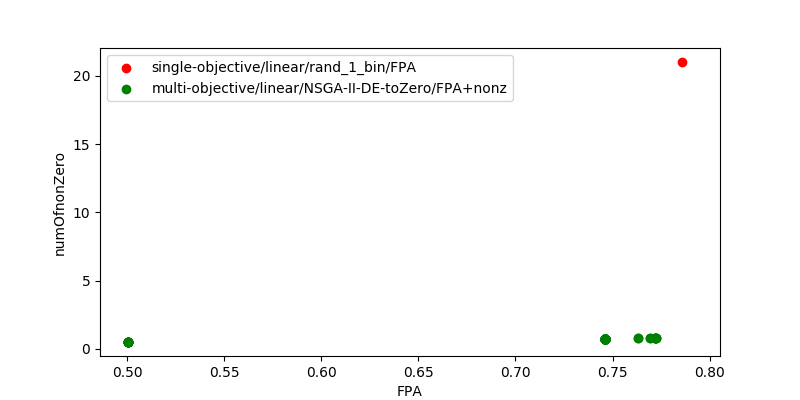 single-objective/linear/rand_1_bin/FPA
multi-objective/linear/NSGA-II-DE-toZero/FPA+nonz
numOfnonZero
20
15
10
5
0
0.50 0.55 0.60 0.65 0.70 0.75 0.80
FPA